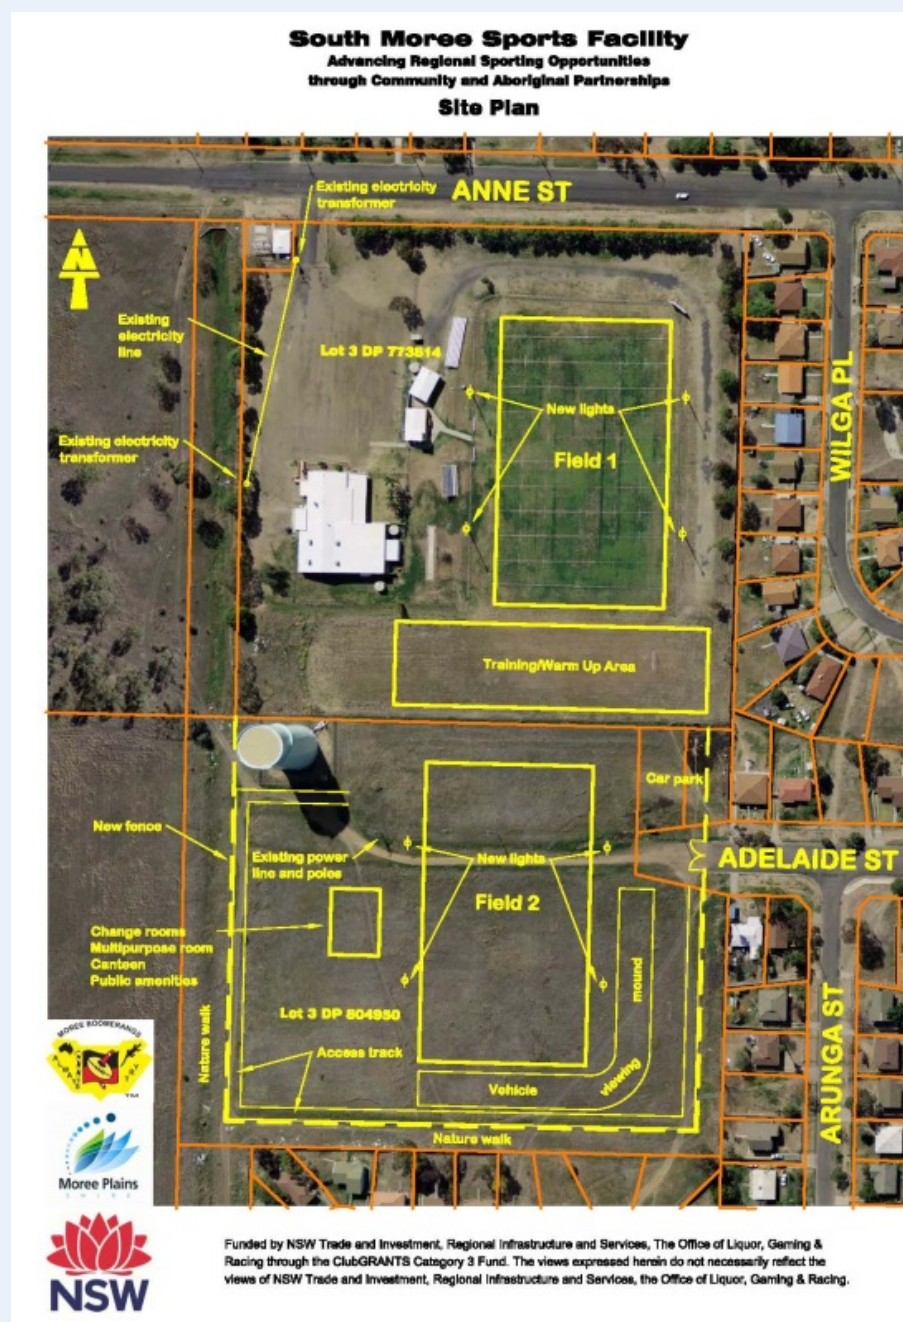 South Moree Sports Facility
Advancing Regional Sporting Opportunities
through Community and Aboriginal Partnerships
Site Plan
ANNE ST
Existing electricity
transformer
N
Existing
electricity
line
Lot 3 DP 773514
WILGA PL
New lights
Existing electricity
transformer
Field 1
Training/Warm Up Area
Car park
New fence
Existing power
line and poles
New lights
ADELAIDE ST
Field 2
Change rooms
Multipurpose room
Canteen
Public amenities
mound
Lot 3 DP 804950
Nature walk
Access track
ARUNGA ST
viewing
Vehicle
Nature walk
MOREE BOOMERANGS
TM
Moree Plains
SHIRE
NSW
Funded by NSW Trade and Investment, Regional Infrastructure and Services, The Office of Liquor, Gaming &
Racing through the ClubGRANTS Category 3 Fund. The views expressed herein do not necessarily reflect the
views of NSW Trade and Investment, Regional Infrastructure and Services, the Office of Liquor, Gaming & Racing.